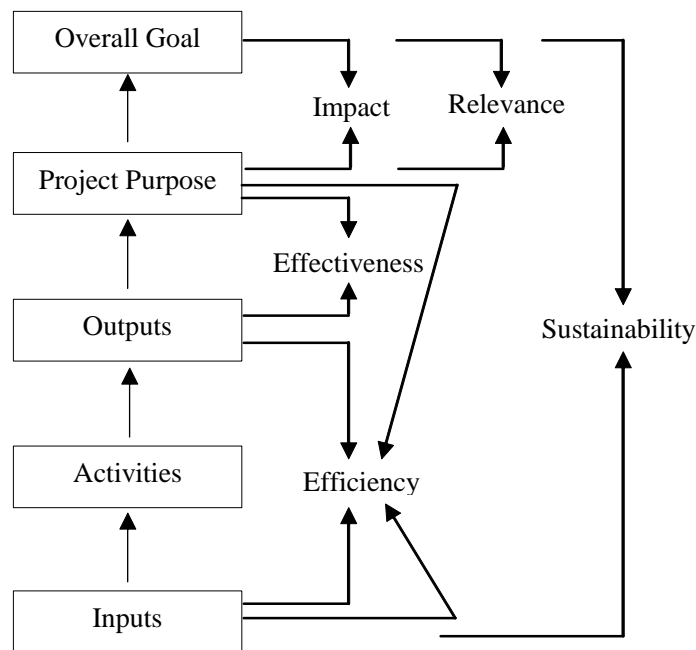 Overall Goal
Impact
Relevance
Project Purpose
Effectiveness
Outputs
Sustainability
Activities
Efficiency
Inputs